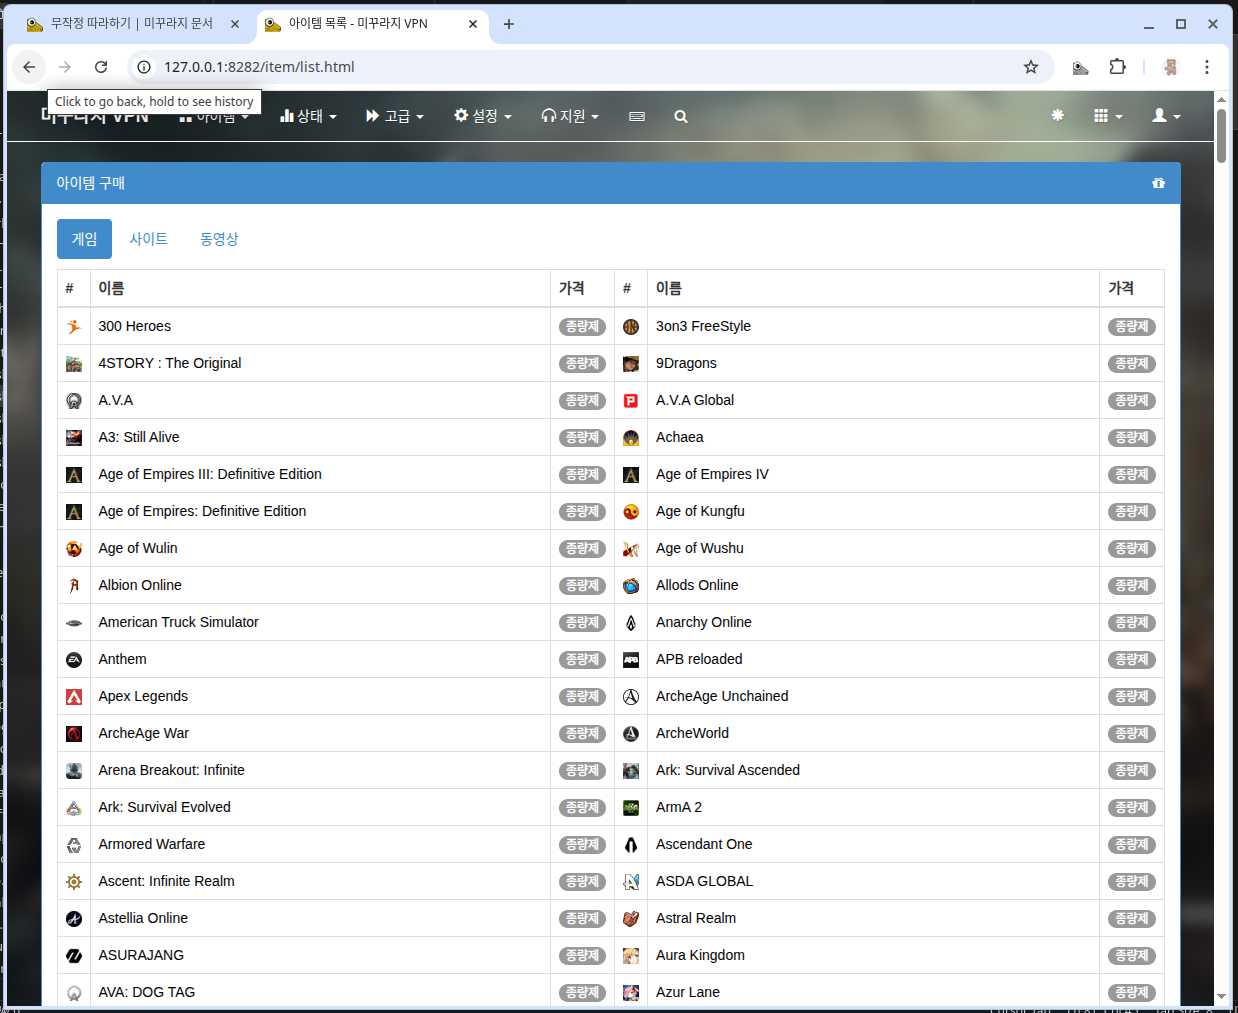 무작정 따라하기 | 미꾸라지 문서
아이템 목록 - 미꾸라지 VPN
127.0.0.1:8282/item/list.html
Click to go back, hold to see history
미꾸라지 VPN
아이템
상태
고급
설정
지원
아이템 구매
게임
사이트
동영상
# 이름 가격 # 이름 가격
300 Heroes 종량제 3on3 FreeStyle 종량제
4STORY : The Original 종량제 9Dragons 종량제
A.V.A 종량제 A.V.A Global 종량제
A3: Still Alive 종량제 Achaea 종량제
Age of Empires III: Definitive Edition 종량제 Age of Empires IV 종량제
Age of Empires: Definitive Edition 종량제 Age of Kungfu 종량제
Age of Wulin 종량제 Age of Wushu 종량제
Albion Online 종량제 Allods Online 종량제
American Truck Simulator 종량제 Anarchy Online 종량제
Anthem 종량제 APB reloaded 종량제
Apex Legends 종량제 ArcheAge Unchained 종량제
ArcheAge War 종량제 ArcheWorld 종량제
Arena Breakout: Infinite 종량제 Ark: Survival Ascended 종량제
Ark: Survival Evolved 종량제 ArmA 2 종량제
Armored Warfare 종량제 Ascendant One 종량제
Ascent: Infinite Realm 종량제 ASDA GLOBAL 종량제
Astellia Online 종량제 Astral Realm 종량제
ASURAJANG 종량제 Aura Kingdom 종량제
AVA: DOG TAG 종량제 Azur Lane 종량제